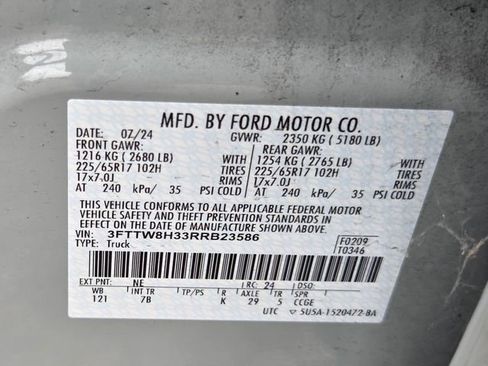 MFD. BY FORD MOTOR CO.
DATE: 07/24 GVWR: 2350 KG ( 5180 LB)
FRONT GAWR: REAR GAWR:
1216 KG ( 2680 LB) 1254 KG ( 2765 LB)
225/65R17 102H TIRES 225/65R17 102H TIRES
17x7.0J RIMS 17x7.0J RIMS
AT 240 kPa/ 35 PSI COLD AT 240 kPa/ 35 PSI COLD
THIS VEHICLE CONFORMS TO ALL APPLICABLE FEDERAL MOTOR
VEHICLE SAFETY AND THEFT PREVENTION STANDARDS IN
EFFECT ON THE DATE OF MANUFACTURE SHOWN ABOVE.
VIN: 3FTTW8H33RRB23586 F0209
TYPE: Truck T0346
EXT PNT: NE RC: 24 DSO:
WB INT TR TP/PS R AXLE TR SPR
121 7B K 29 5 CCGE
UTC 5U5A-1520472-BA